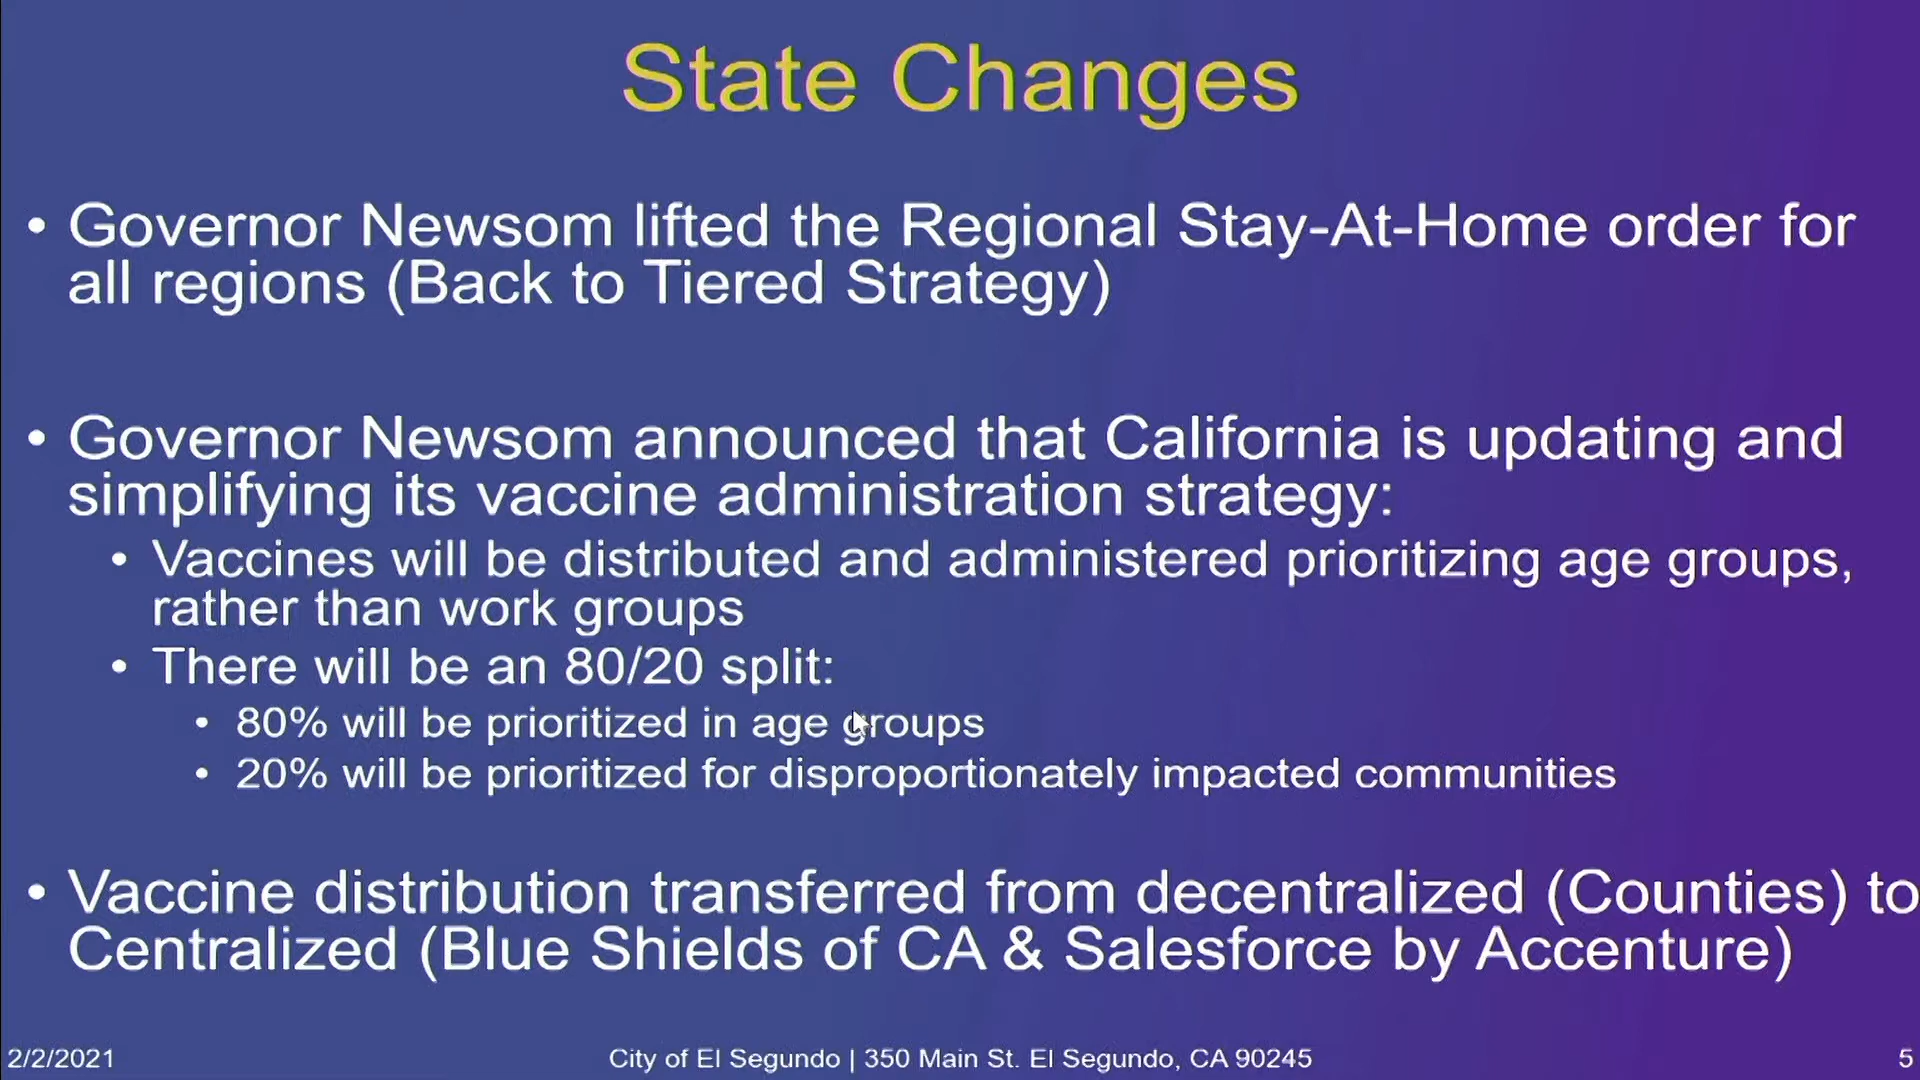 State Changes
• Governor Newsom lifted the Regional Stay-At-Home order for
all regions (Back to Tiered Strategy)
• Governor Newsom announced that California is updating and
simplifying its vaccine administration strategy:
• Vaccines will be distributed and administered prioritizing age groups,
rather than work groups
• There will be an 80/20 split:
• 80% will be prioritized in age groups
• 20% will be prioritized for disproportionately impacted communities
• Vaccine distribution transferred from decentralized (Counties) to
Centralized (Blue Shields of CA & Salesforce by Accenture)
2/2/2021
City of El Segundo | 350 Main St. El Segundo, CA 90245
5